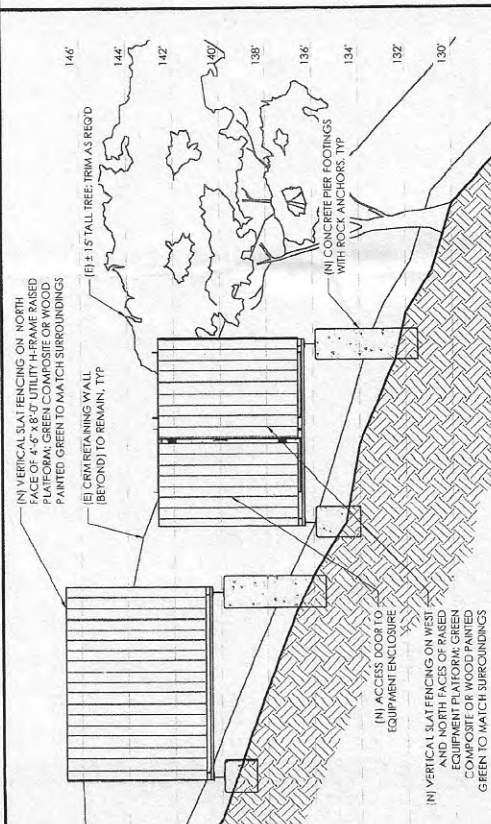 (N) VERTICAL SLAT FENCING ON NORTH
FACE OF 4'-6" x 8'-0" UTILITY H-FRAME RAISED
PLATFORM; GREEN COMPOSITE OR WOOD
PAINTED GREEN TO MATCH SURROUNDINGS
(E) CRM RETAINING WALL
(BEYOND) TO REMAIN, TYP
(E) ± 15' TALL TREE; TRIM AS REQ'D
146'
144'
142'
140'
138'
136'
134'
132'
130'
(N) CONCRETE PIER FOOTINGS
WITH ROCK ANCHORS, TYP
(N) ACCESS DOOR TO
EQUIPMENT ENCLOSURE
(N) VERTICAL SLAT FENCING ON WEST
AND NORTH FACES OF RAISED
EQUIPMENT PLATFORM; GREEN
COMPOSITE OR WOOD PAINTED
GREEN TO MATCH SURROUNDINGS